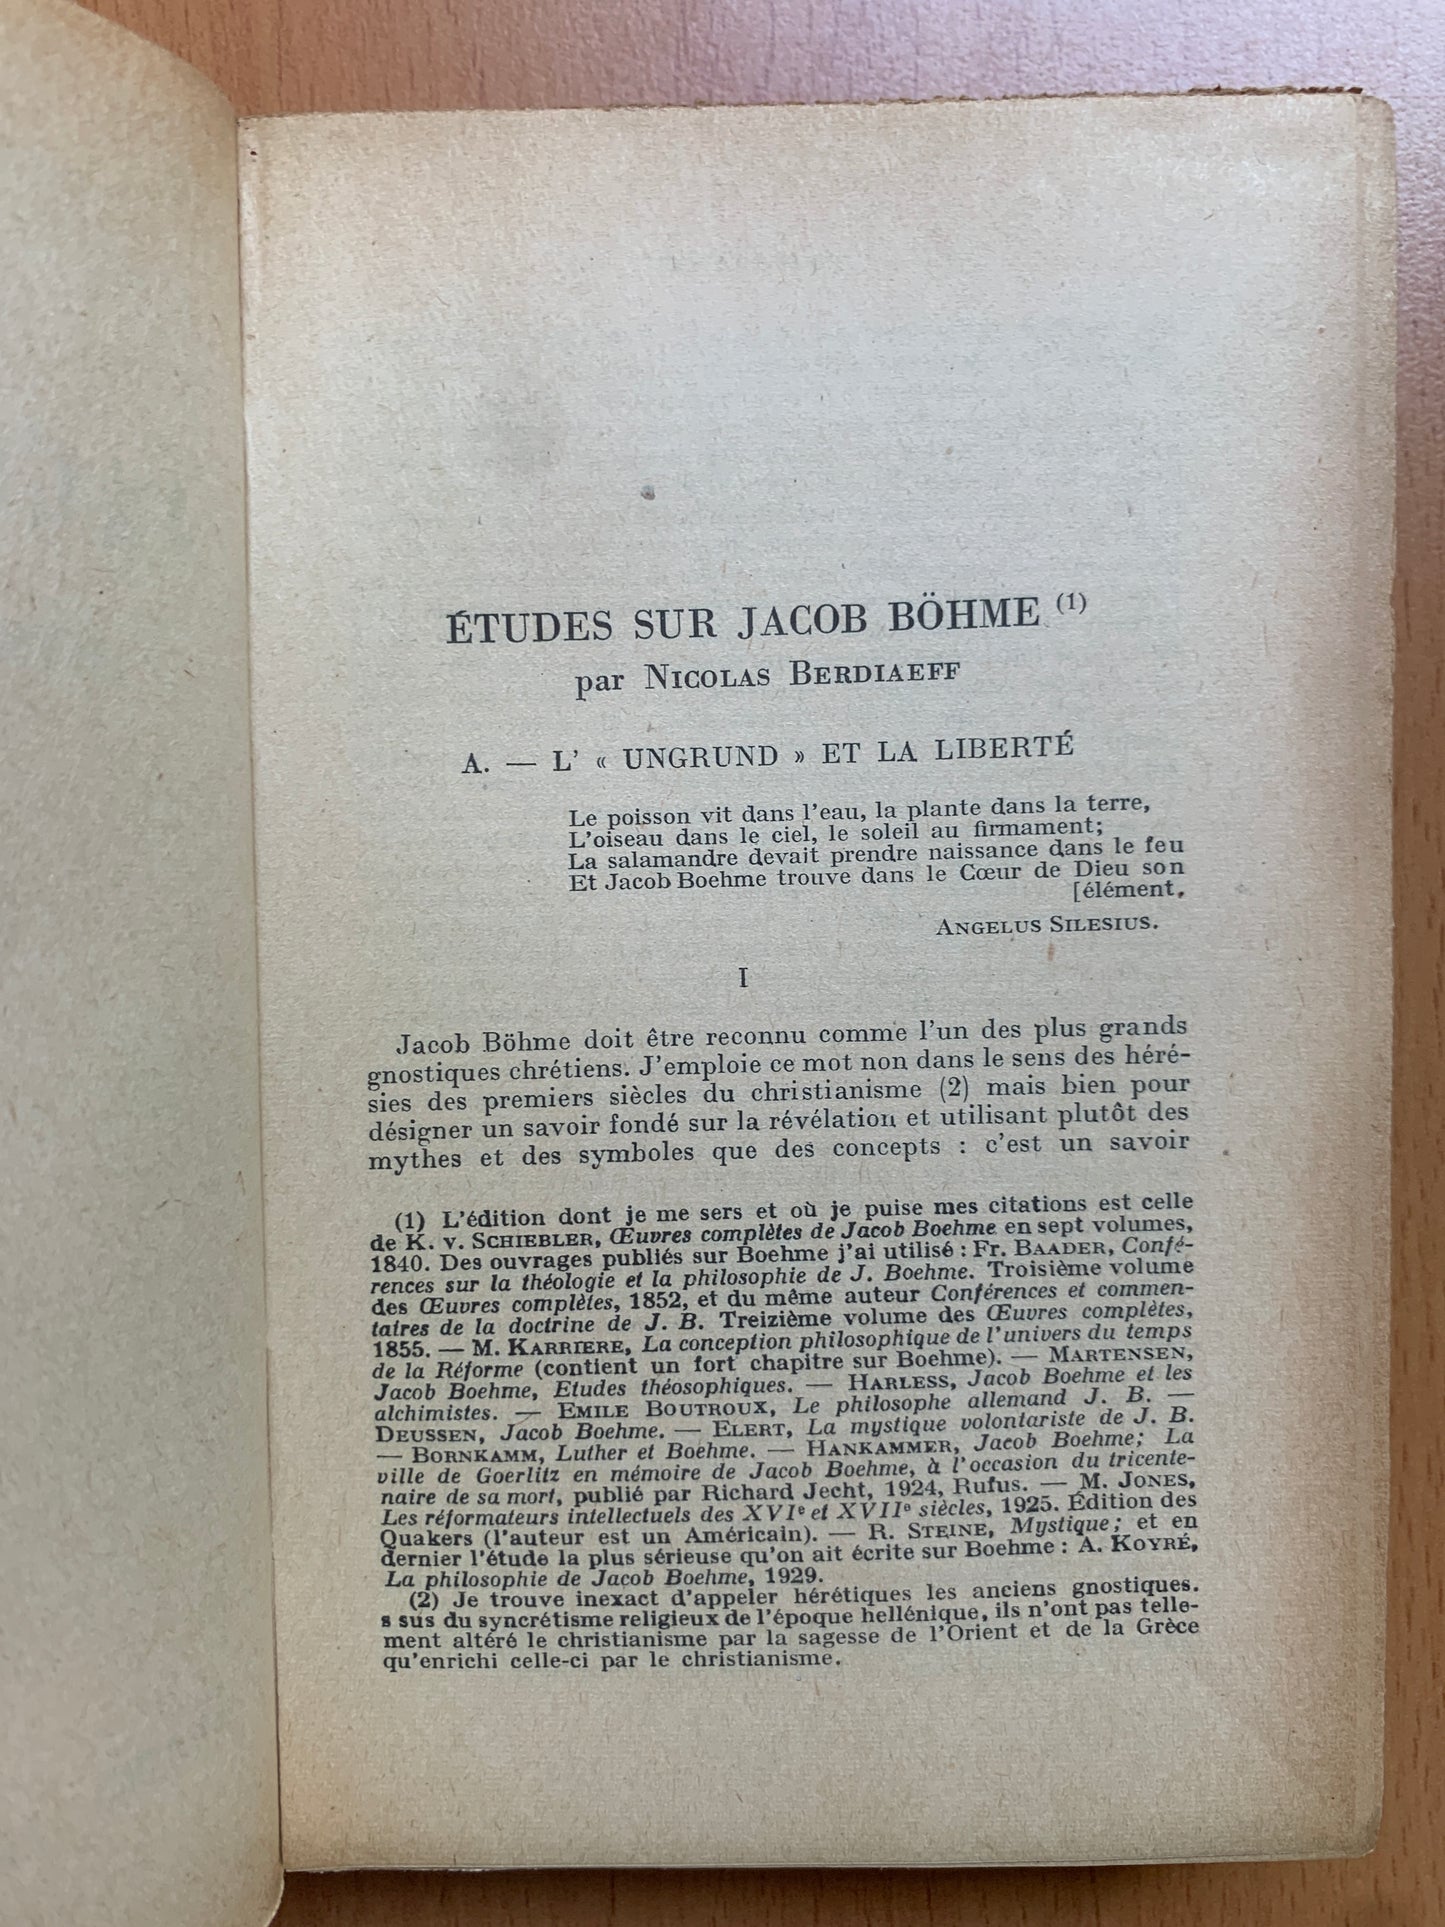 ÉTUDES SUR JACOB BÖHME (1)
par NICOLAS BERDIAEFF
A. — L' « UNGRUND » ET LA LIBERTÉ
Le poisson vit dans l'eau, la plante dans la terre,
L'oiseau dans le ciel, le soleil au firmament;
La salamandre devait prendre naissance dans le feu
Et Jacob Boehme trouve dans le Cœur de Dieu son
[élément.
ANGELUS SILESIUS.
I
Jacob Böhme doit être reconnu comme l'un des plus grands
gnostiques chrétiens. J'emploie ce mot non dans le sens des héré-
sies des premiers siècles du christianisme (2) mais bien pour
désigner un savoir fondé sur la révélation et utilisant plutôt des
mythes et des symboles que des concepts : c'est un savoir
(1) L'édition dont je me sers et où je puise mes citations est celle
de K. v. SCHIEBLER, Œuvres complètes de Jacob Boehme en sept volumes,
1840. Des ouvrages publiés sur Boehme j'ai utilisé : Fr. BAADER, Confé-
rences sur la théologie et la philosophie de J. Boehme. Troisième volume
des Œuvres complètes, 1852, et du même auteur Conférences et commen-
taires de la doctrine de J. B. Treizième volume des Œuvres complètes,
1855. — M. KARRIERE, La conception philosophique de l'univers du temps
de la Réforme (contient un fort chapitre sur Boehme). — MARTENSEN,
Jacob Boehme, Etudes théosophiques. — HARLESS, Jacob Boehme et les
alchimistes. — EMILE BOUTROUX, Le philosophe allemand J. B. —
DEUSSEN, Jacob Boehme. — ELERT, La mystique volontariste de J. B.
— BORNKAMM, Luther et Boehme. — HANKAMMER, Jacob Boehme; La
ville de Goerlitz en mémoire de Jacob Boehme, à l'occasion du tricente-
naire de sa mort, publié par Richard Jecht, 1924, Rufus. — M. JONES,
Les réformateurs intellectuels des XVIe et XVIIe siècles, 1925. Édition des
Quakers (l'auteur est un Américain). — R. STEINE, Mystique; et en
dernier l'étude la plus sérieuse qu'on ait écrite sur Boehme : A. KOYRÉ,
La philosophie de Jacob Boehme, 1929.
(2) Je trouve inexact d'appeler hérétiques les anciens gnostiques.
s sus du syncrétisme religieux de l'époque hellénique, ils n'ont pas telle-
ment altéré le christianisme par la sagesse de l'Orient et de la Grèce
qu'enrichi celle-ci par le christianisme.